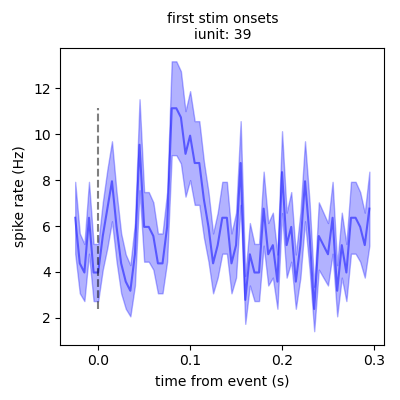 first stim onsets
iunit: 39
spike rate (Hz)
12
10
8
6
4
2
0.0 0.1 0.2 0.3
time from event (s)